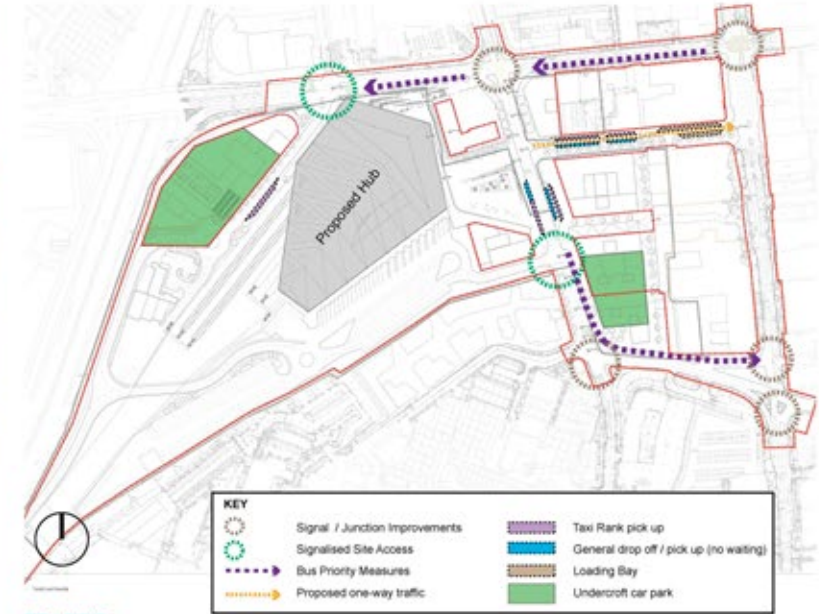 Proposed Hub
KEY
Signal / Junction Improvements
Signalised Site Access
Bus Priority Measures
Proposed one-way traffic
Taxi Rank pick up
General drop off / pick up (no waiting)
Loading Bay
Undercroft car park